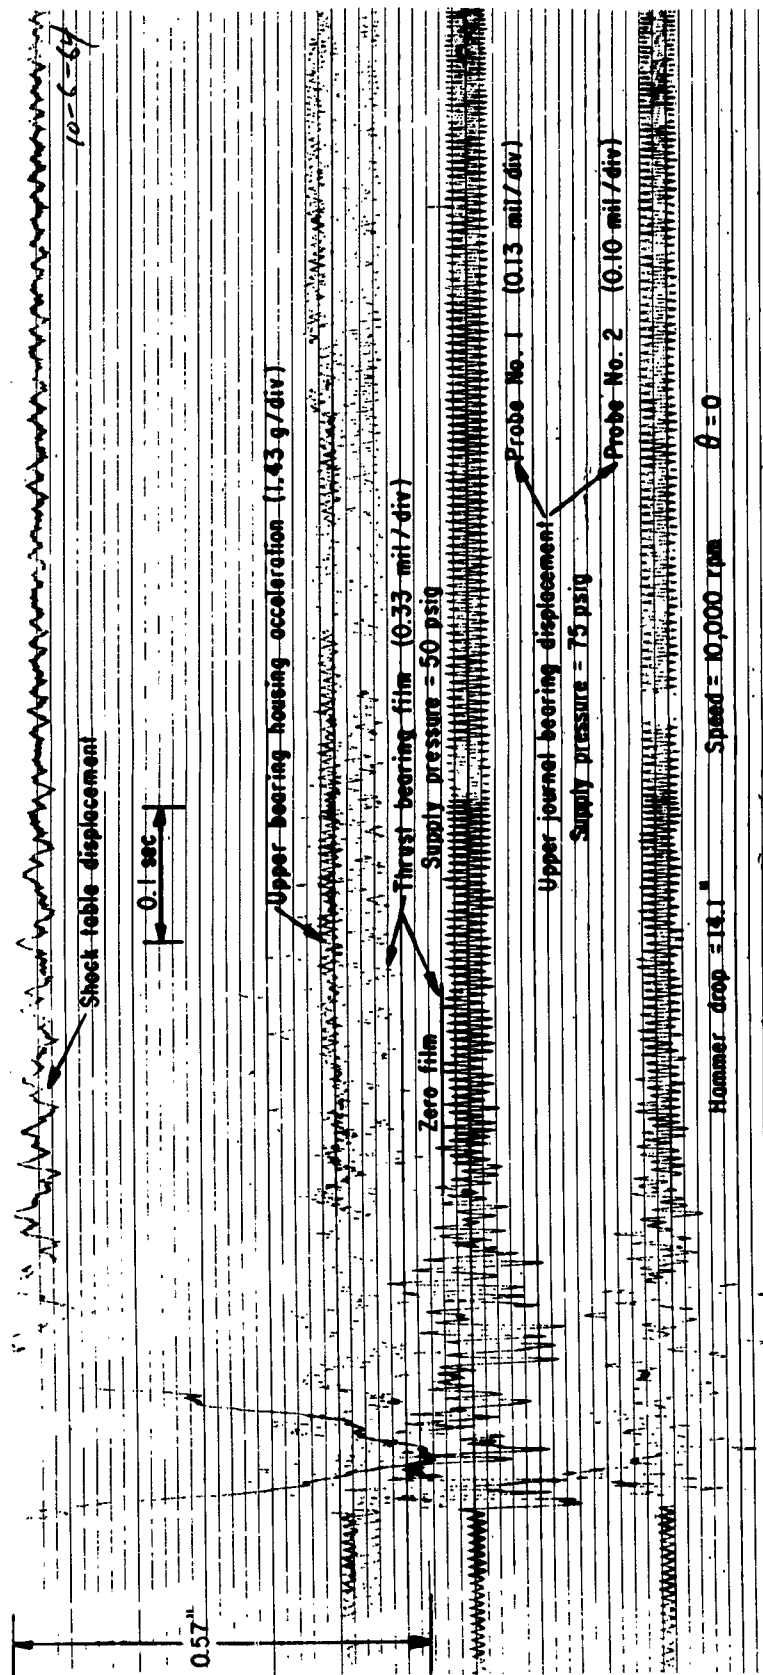 10-6-64
Shock table displacement
0.1 sec
0.57"
Upper bearing housing acceleration (1.43 g/div)
Thrust bearing film (0.33 mil/div)
Supply pressure = 50 psig
Zero film
Probe No. 1 (0.13 mil/div)
Upper journal bearing displacement
Supply pressure = 75 psig
Probe No. 2 (0.10 mil/div)
Hammer drop = 14.1" Speed = 10,000 rpm θ = 0